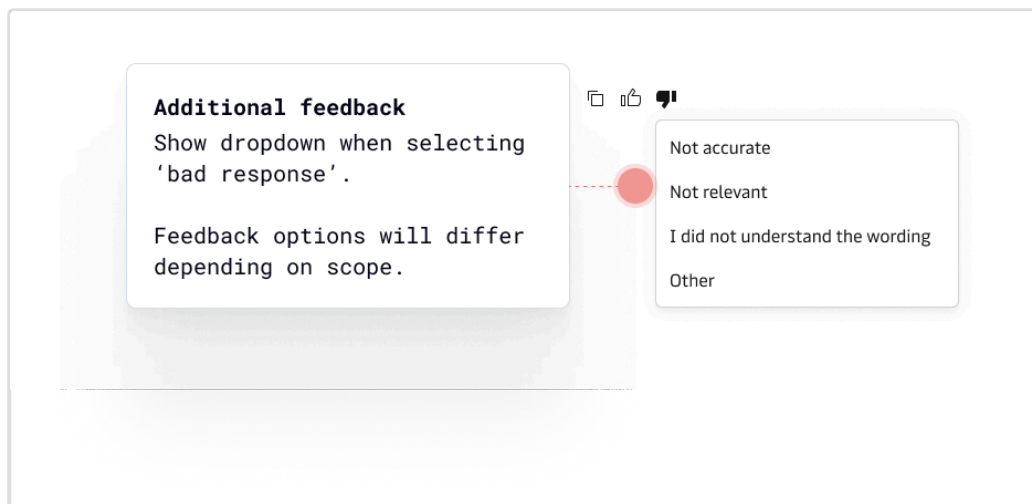 Additional feedback
Show dropdown when selecting
‘bad response’.
Feedback options will differ
depending on scope.
Not accurate
Not relevant
I did not understand the wording
Other